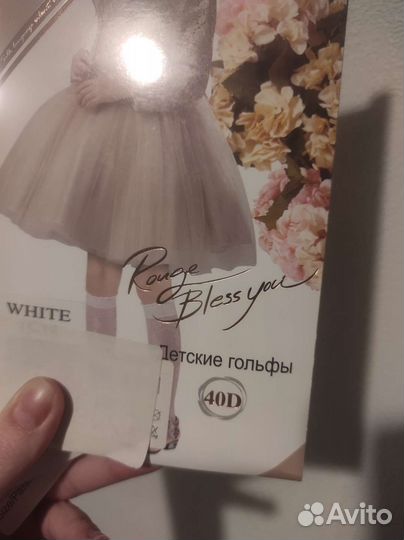 WHITE
Rouge
Bless you
Детские гольфы
40D
Avito